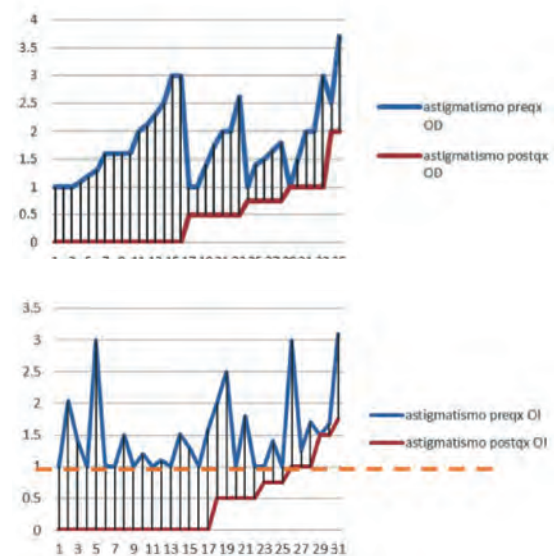 4
3.5
3
2.5
2
1.5
1
0.5
0
astigmatismo preqx
OD
astigmatismo postqx
OD
3.5
3
2.5
2
1.5
1
0.5
0
1 3 5 7 9 11 13 15 17 19 21 23 25 27 29 31
astigmatismo preqx OI
astigmatismo postqx OI